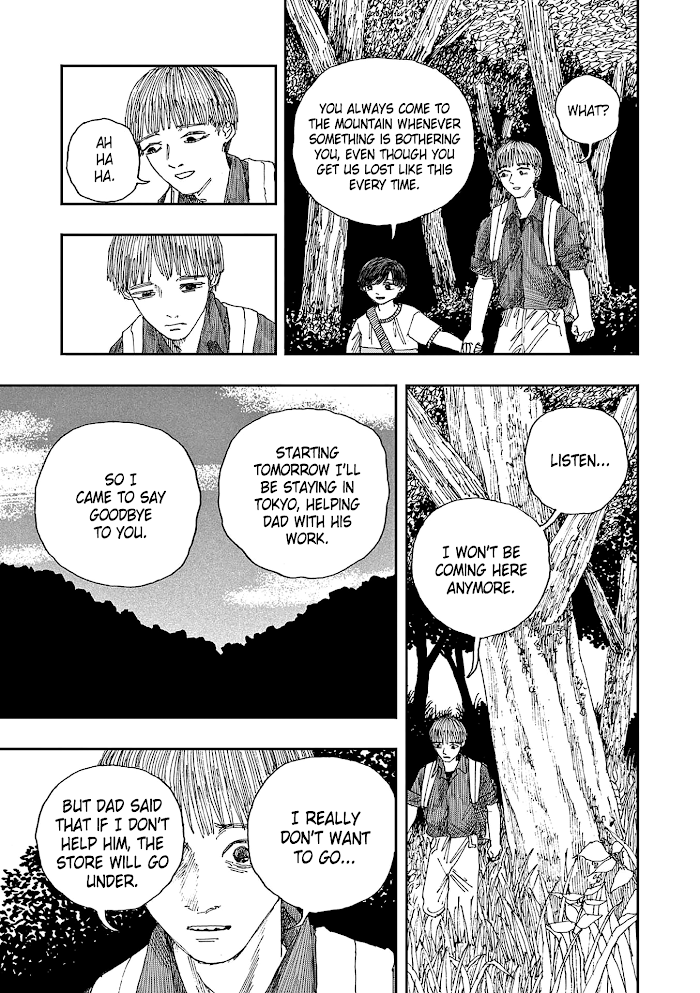 WHAT?
YOU ALWAYS COME TO
THE MOUNTAIN WHENEVER
SOMETHING IS BOTHERING
YOU, EVEN THOUGH YOU
GET US LOST LIKE THIS
EVERY TIME.
AH
HA
HA.
LISTEN...
I WON'T BE
COMING HERE
ANYMORE.
STARTING
TOMORROW I'LL
BE STAYING IN
TOKYO, HELPING
DAD WITH HIS
WORK.
SO I
CAME TO SAY
GOODBYE
TO YOU.
I REALLY
DON'T WANT
TO GO...
BUT DAD SAID
THAT IF I DON'T
HELP HIM, THE
STORE WILL GO
UNDER.